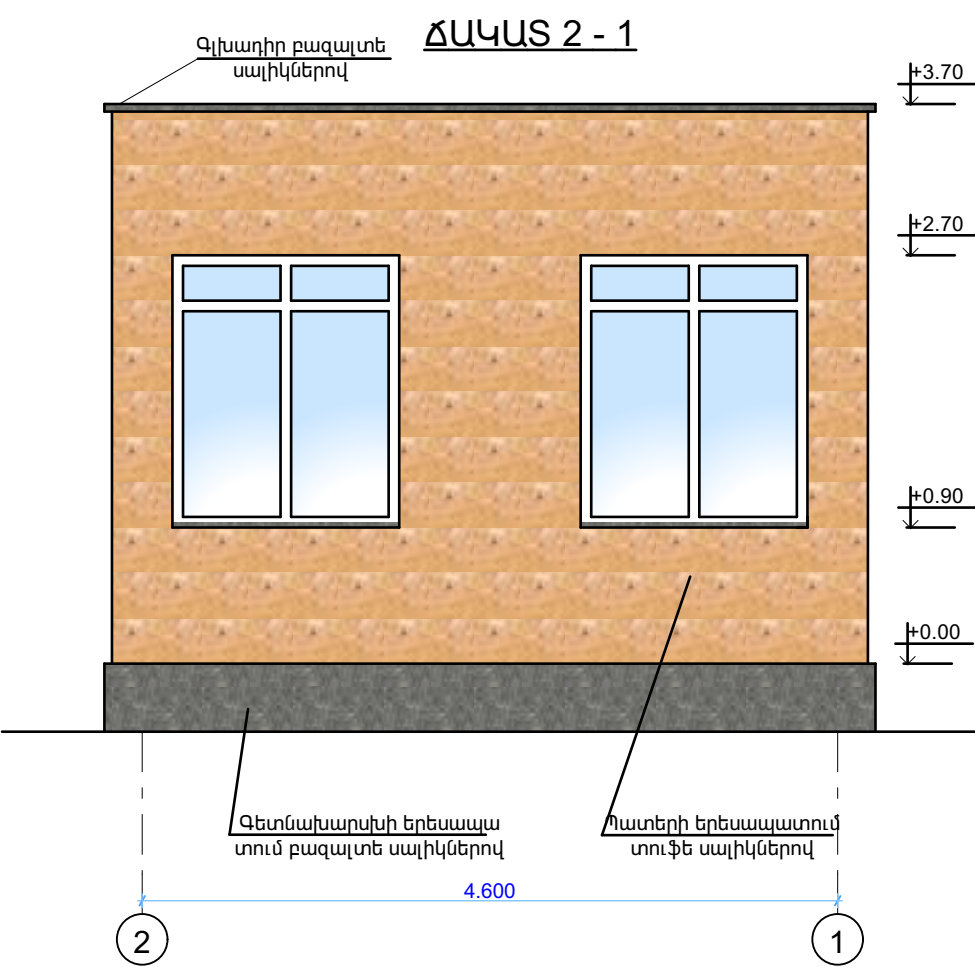 ՃԱԿԱՏ 2 - 1
Գլխադիր բազալտե
սալիկներով
+3.70
+2.70
+0.90
+0.00
Գետնախարսխի երեսապա
տում բազալտե սալիկներով
Պատերի երեսապատում
տուֆե սալիկներով
4.600
2
1